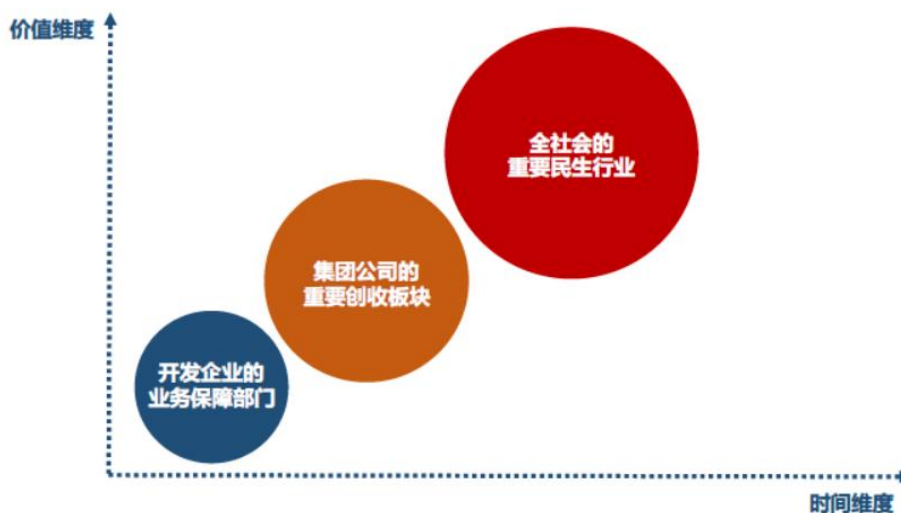 价值维度
全社会的
重要民生行业
集团公司的
重要创收板块
开发企业的
业务保障部门
时间维度